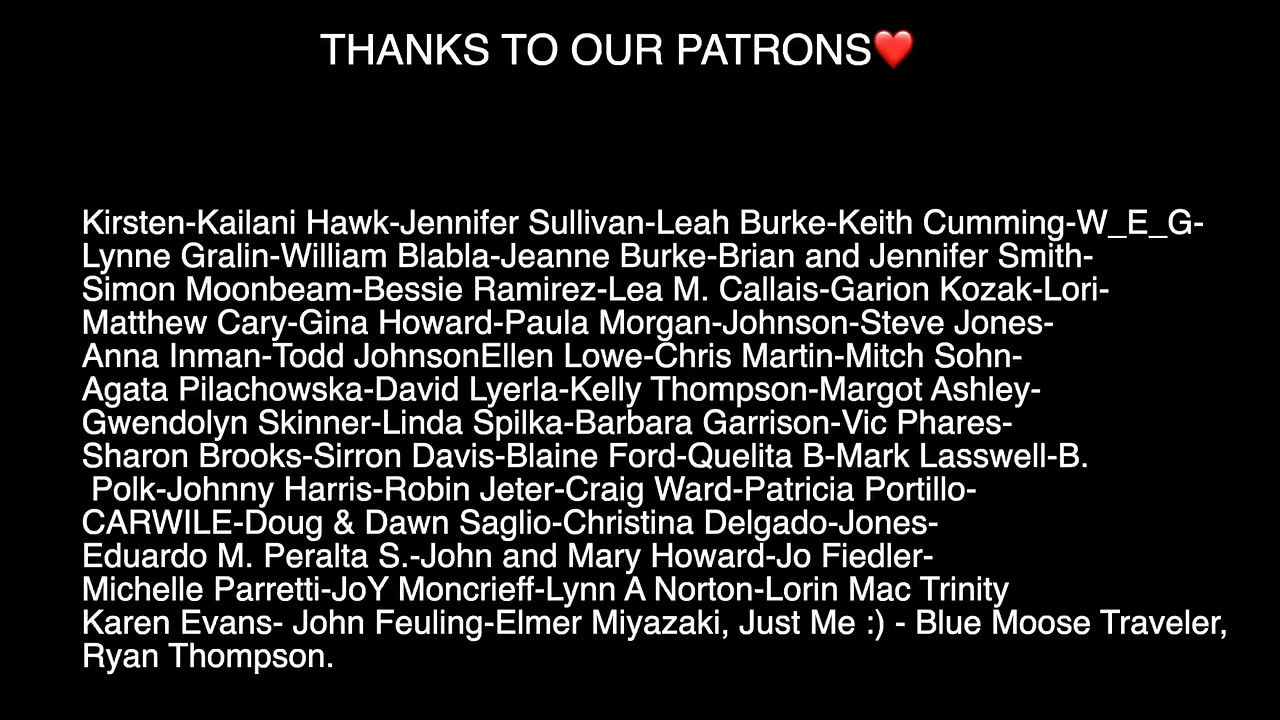 THANKS TO OUR PATRONS❤️
Kirsten-Kailani Hawk-Jennifer Sullivan-Leah Burke-Keith Cumming-W_E_G-
Lynne Gralin-William Blabla-Jeanne Burke-Brian and Jennifer Smith-
Simon Moonbeam-Bessie Ramirez-Lea M. Callais-Garion Kozak-Lori-
Matthew Cary-Gina Howard-Paula Morgan-Johnson-Steve Jones-
Anna Inman-Todd JohnsonEllen Lowe-Chris Martin-Mitch Sohn-
Agata Pilachowska-David Lyerla-Kelly Thompson-Margot Ashley-
Gwendolyn Skinner-Linda Spilka-Barbara Garrison-Vic Phares-
Sharon Brooks-Sirron Davis-Blaine Ford-Quelita B-Mark Lasswell-B.
Polk-Johnny Harris-Robin Jeter-Craig Ward-Patricia Portillo-
CARWILE-Doug & Dawn Saglio-Christina Delgado-Jones-
Eduardo M. Peralta S.-John and Mary Howard-Jo Fiedler-
Michelle Parretti-JoY Moncrieff-Lynn A Norton-Lorin Mac Trinity
Karen Evans- John Feuling-Elmer Miyazaki, Just Me :) - Blue Moose Traveler,
Ryan Thompson.